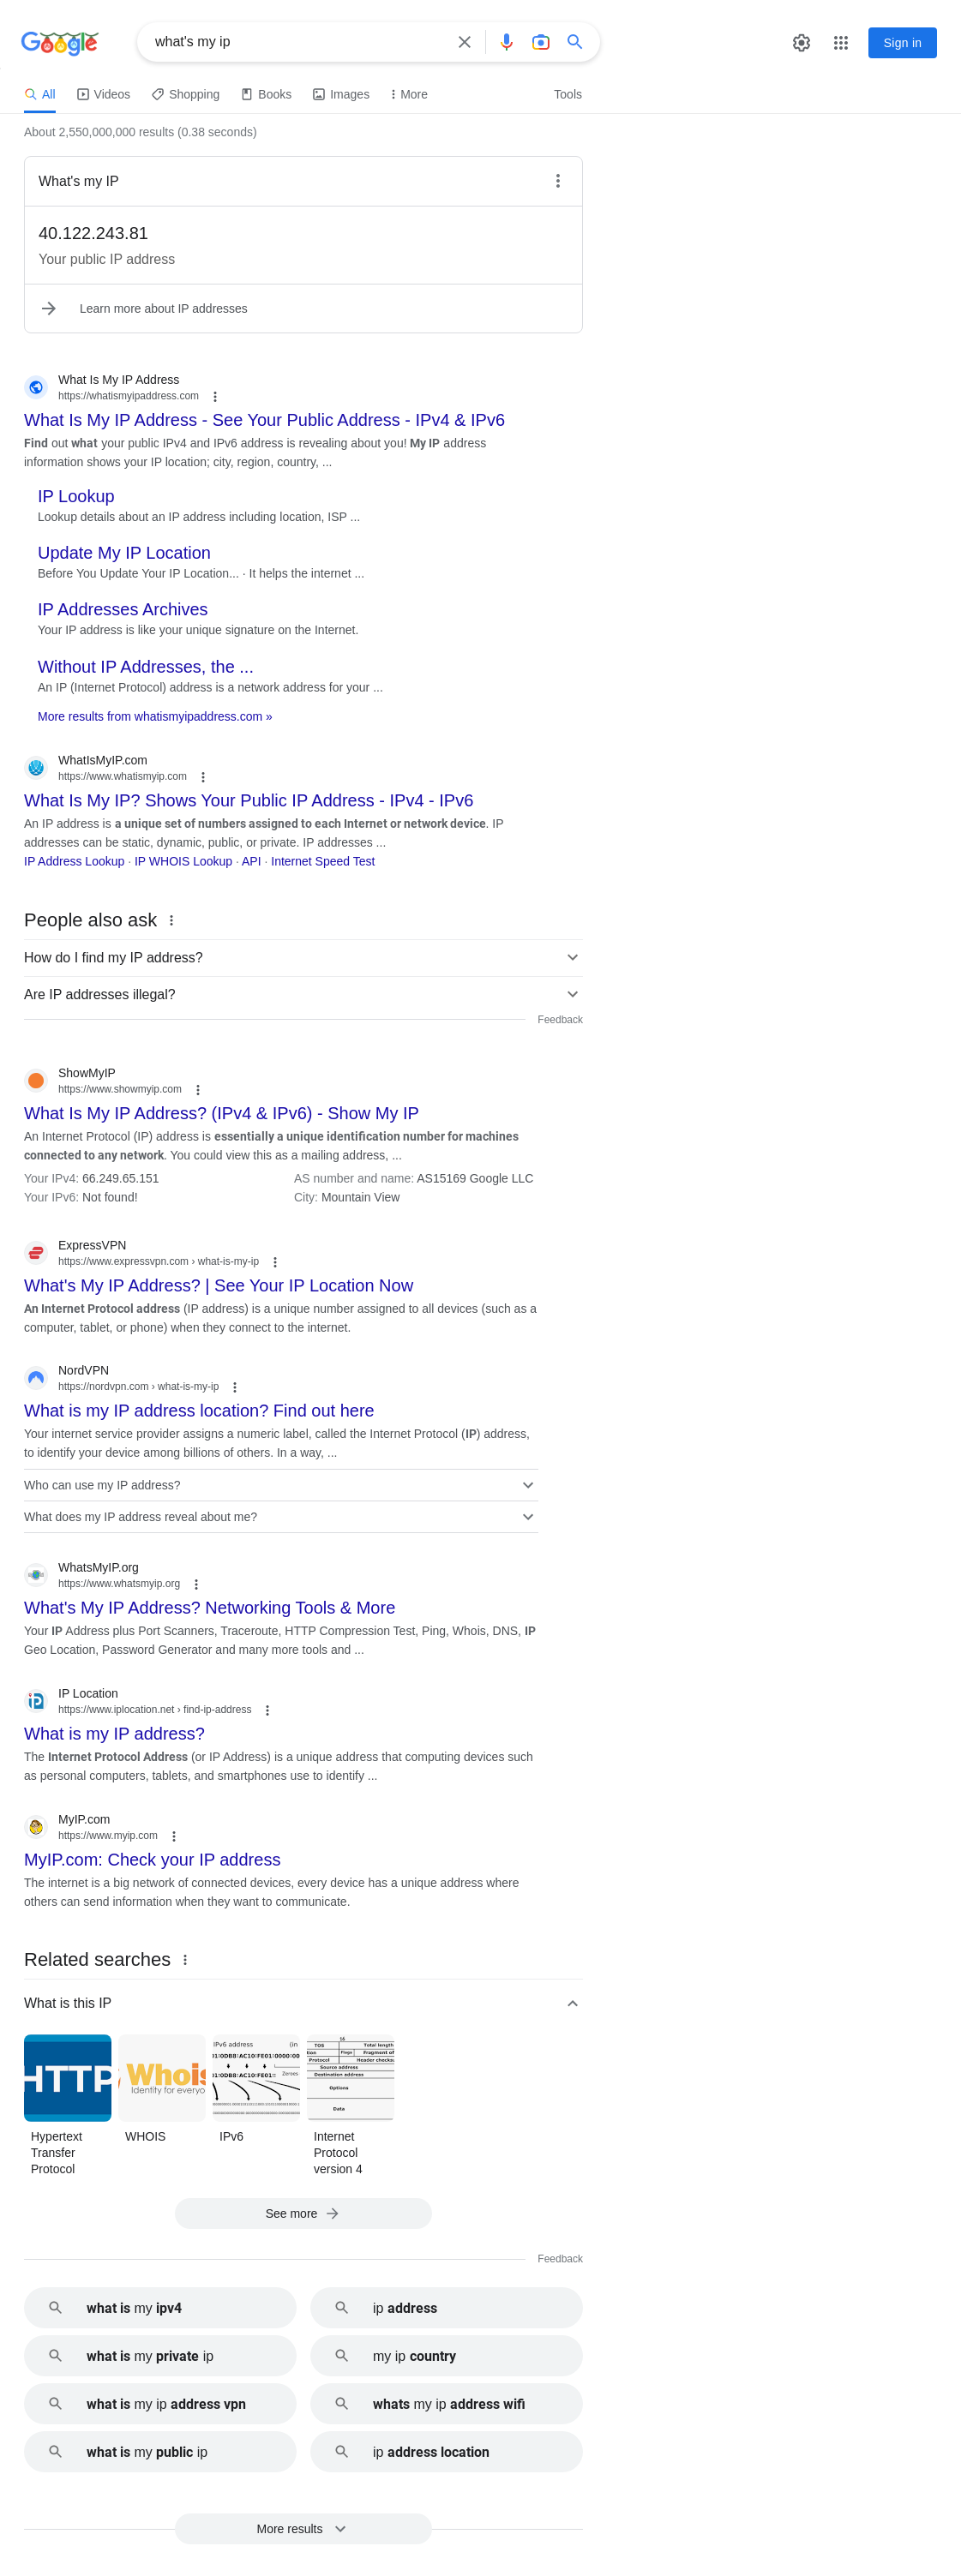 Google
what's my ip
Sign in
All
Videos
Shopping
Books
Images
More
Tools
About 2,550,000,000 results (0.38 seconds)
What's my IP
40.122.243.81
Your public IP address
Learn more about IP addresses
What Is My IP Address
https://whatismyipaddress.com
What Is My IP Address - See Your Public Address - IPv4 & IPv6
Find out what your public IPv4 and IPv6 address is revealing about you! My IP address
information shows your IP location; city, region, country, ...
IP Lookup
Lookup details about an IP address including location, ISP ...
Update My IP Location
Before You Update Your IP Location... · It helps the internet ...
IP Addresses Archives
Your IP address is like your unique signature on the Internet.
Without IP Addresses, the ...
An IP (Internet Protocol) address is a network address for your ...
More results from whatismyipaddress.com »
WhatIsMyIP.com
https://www.whatismyip.com
What Is My IP? Shows Your Public IP Address - IPv4 - IPv6
An IP address is a unique set of numbers assigned to each Internet or network device. IP
addresses can be static, dynamic, public, or private. IP addresses ...
IP Address Lookup · IP WHOIS Lookup · API · Internet Speed Test
People also ask
How do I find my IP address?
Are IP addresses illegal?
Feedback
ShowMyIP
https://www.showmyip.com
What Is My IP Address? (IPv4 & IPv6) - Show My IP
An Internet Protocol (IP) address is essentially a unique identification number for machines
connected to any network. You could view this as a mailing address, ...
Your IPv4: 66.249.65.151
AS number and name: AS15169 Google LLC
Your IPv6: Not found!
City: Mountain View
ExpressVPN
https://www.expressvpn.com › what-is-my-ip
What's My IP Address? | See Your IP Location Now
An Internet Protocol address (IP address) is a unique number assigned to all devices (such as a
computer, tablet, or phone) when they connect to the internet.
NordVPN
https://nordvpn.com › what-is-my-ip
What is my IP address location? Find out here
Your internet service provider assigns a numeric label, called the Internet Protocol (IP) address,
to identify your device among billions of others. In a way, ...
Who can use my IP address?
What does my IP address reveal about me?
WhatsMyIP.org
https://www.whatsmyip.org
What's My IP Address? Networking Tools & More
Your IP Address plus Port Scanners, Traceroute, HTTP Compression Test, Ping, Whois, DNS, IP
Geo Location, Password Generator and many more tools and ...
IP Location
https://www.iplocation.net › find-ip-address
What is my IP address?
The Internet Protocol Address (or IP Address) is a unique address that computing devices such
as personal computers, tablets, and smartphones use to identify ...
MyIP.com
https://www.myip.com
MyIP.com: Check your IP address
The internet is a big network of connected devices, every device has a unique address where
others can send information when they want to communicate.
Related searches
What is this IP
HTTP
Whois
Identity for everyo
IPv6 address (in
Zeroes
16
TOS Total length
Flags Fragment of
Protocol Header checks
Source address
Destination address
Options
Data
Hypertext
Transfer
Protocol
WHOIS
IPv6
Internet
Protocol
version 4
See more
Feedback
what is my ipv4
ip address
what is my private ip
my ip country
what is my ip address vpn
whats my ip address wifi
what is my public ip
ip address location
More results